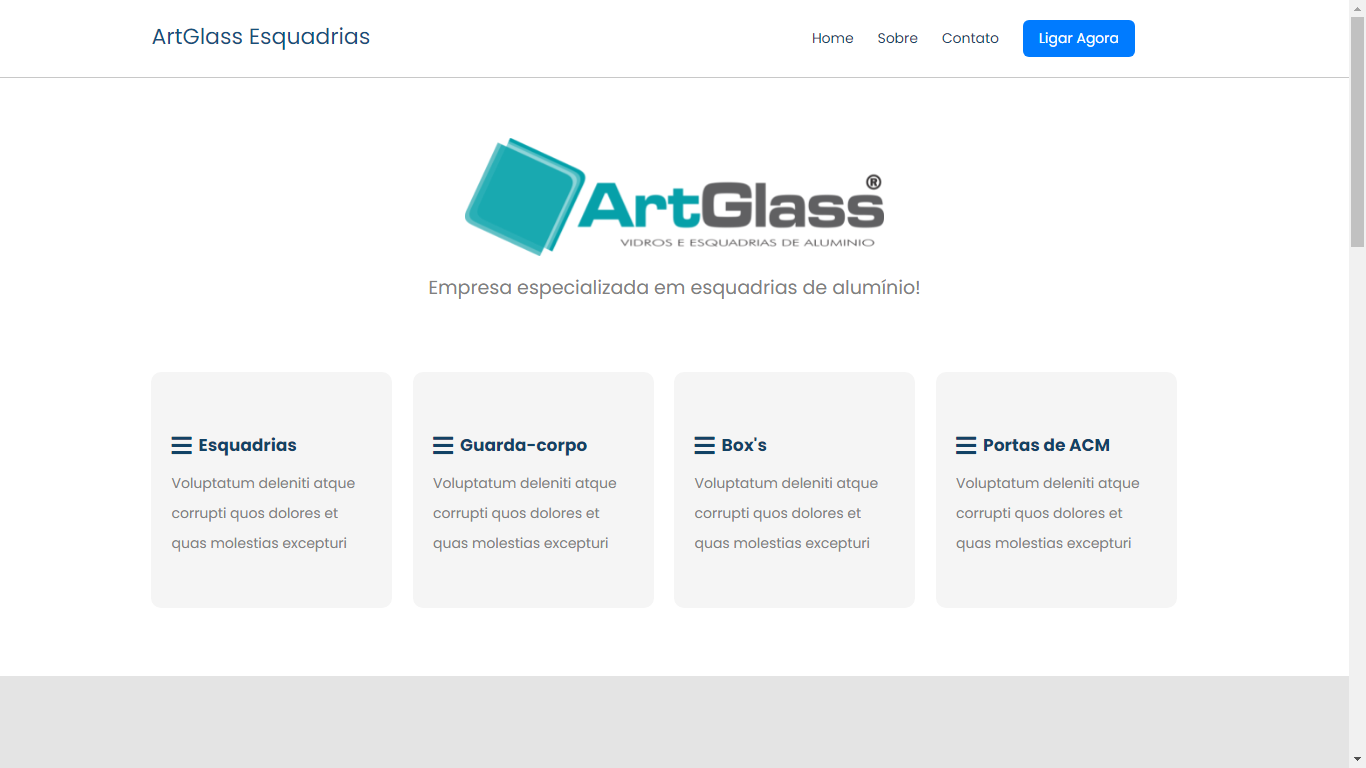 ArtGlass Esquadrias
Home Sobre Contato Ligar Agora
ArtGlass®
VIDROS E ESQUADRIAS DE ALUMINIO
Empresa especializada em esquadrias de alumínio!
Esquadrias
Voluptatum deleniti atque
corrupti quos dolores et
quas molestias excepturi
Guarda-corpo
Voluptatum deleniti atque
corrupti quos dolores et
quas molestias excepturi
Box's
Voluptatum deleniti atque
corrupti quos dolores et
quas molestias excepturi
Portas de ACM
Voluptatum deleniti atque
corrupti quos dolores et
quas molestias excepturi